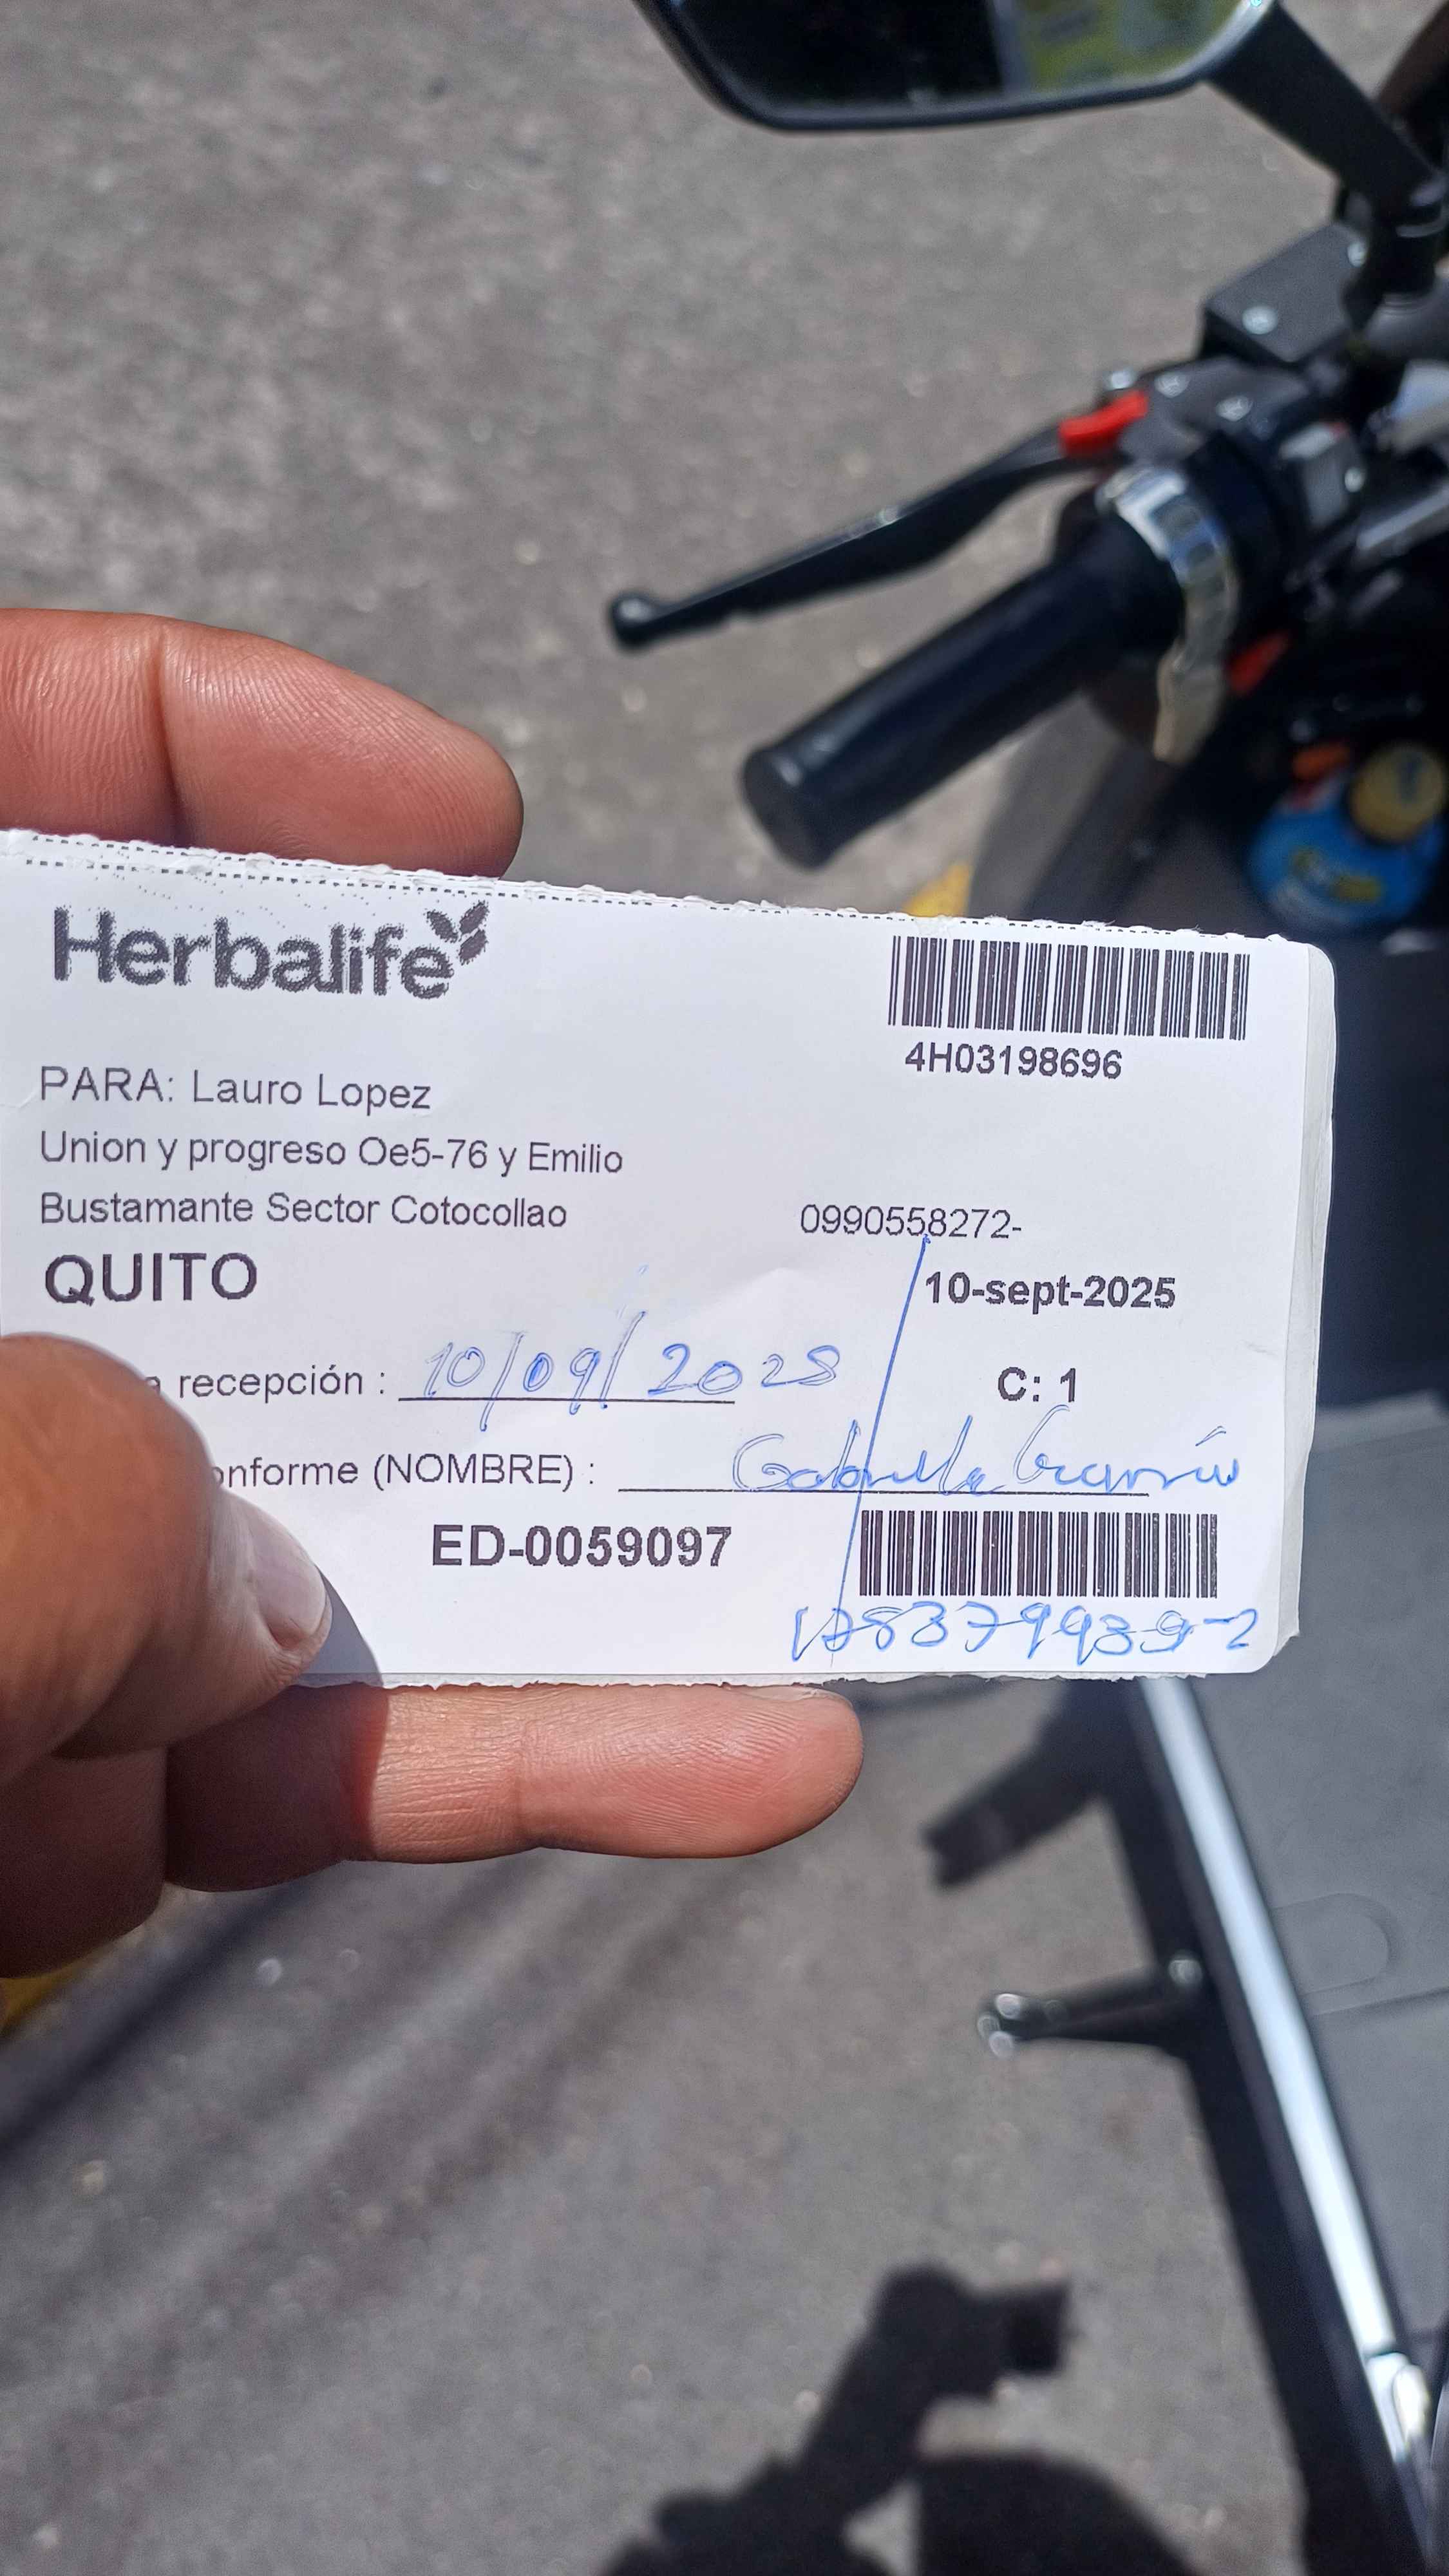 Herbalife
4H03198696
PARA: Lauro Lopez
Union y progreso Oe5-76 y Emilio
Bustamante Sector Cotocollao
0990558272-
QUITO
10-sept-2025
recepción : 10/09/2025
C: 1
onforme (NOMBRE) : Gabriella
ED-0059097